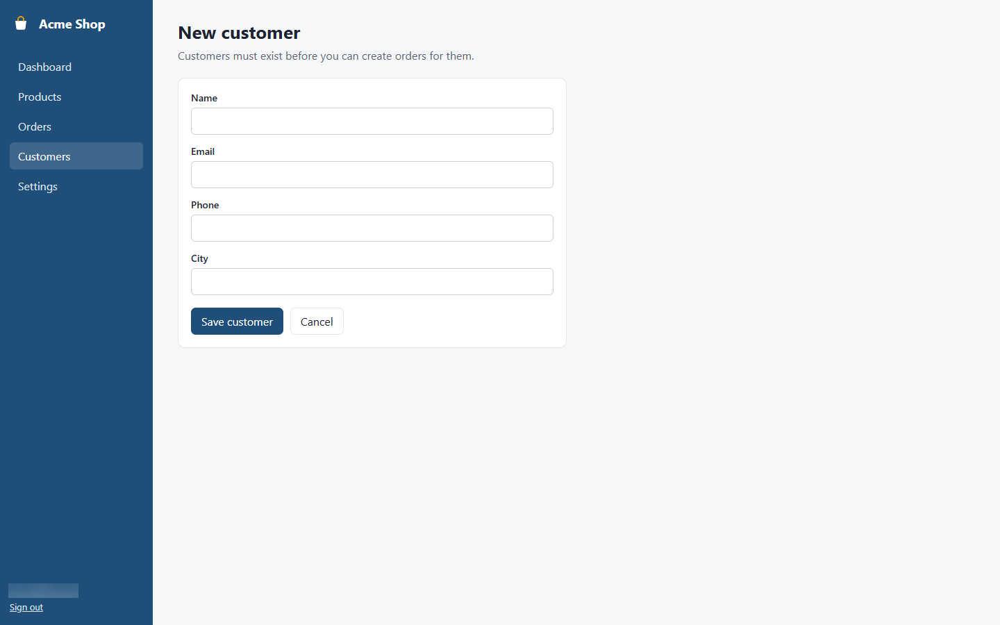 Acme Shop
Dashboard
Products
Orders
Customers
Settings
Sign out
New customer
Customers must exist before you can create orders for them.
Name
Email
Phone
City
Save customer
Cancel